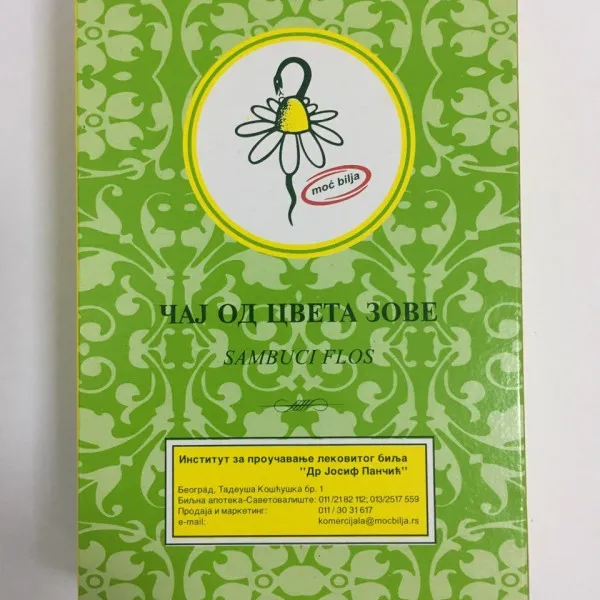 moć bilja
ЧАЈ ОД ЦВЕТА ЗОВЕ
SAMBUCI FLOS
Институт за проучавање лековитог биља
''Др Јосиф Панчић''
Београд, Тадеуша Кошћушка бр. 1
Биљна апотека-Саветовалиште: 011/21 82 112; 013/2517 559
Продаја и маркетинг: 011 / 30 31 617
e-mail: komercijala@mocbilja.rs